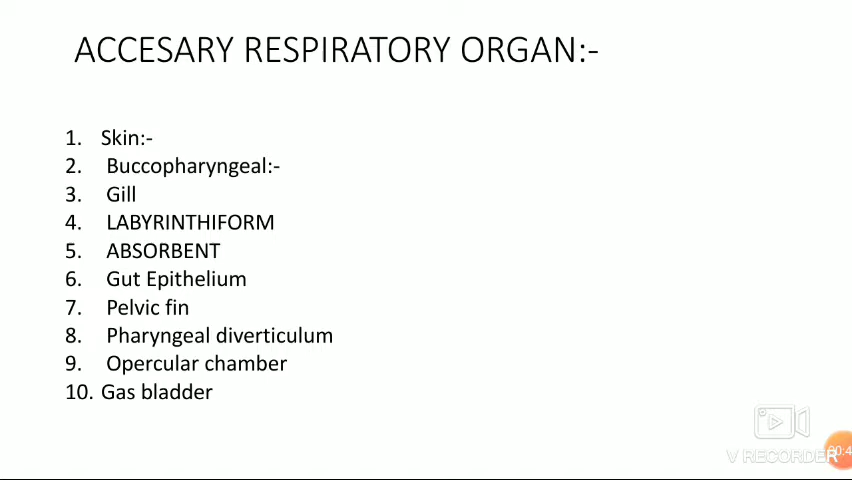 ACCESARY RESPIRATORY ORGAN:-
1. Skin:-
2. Buccopharyngeal:-
3. Gill
4. LABYRINTHIFORM
5. ABSORBENT
6. Gut Epithelium
7. Pelvic fin
8. Pharyngeal diverticulum
9. Opercular chamber
10. Gas bladder
V RECORDER